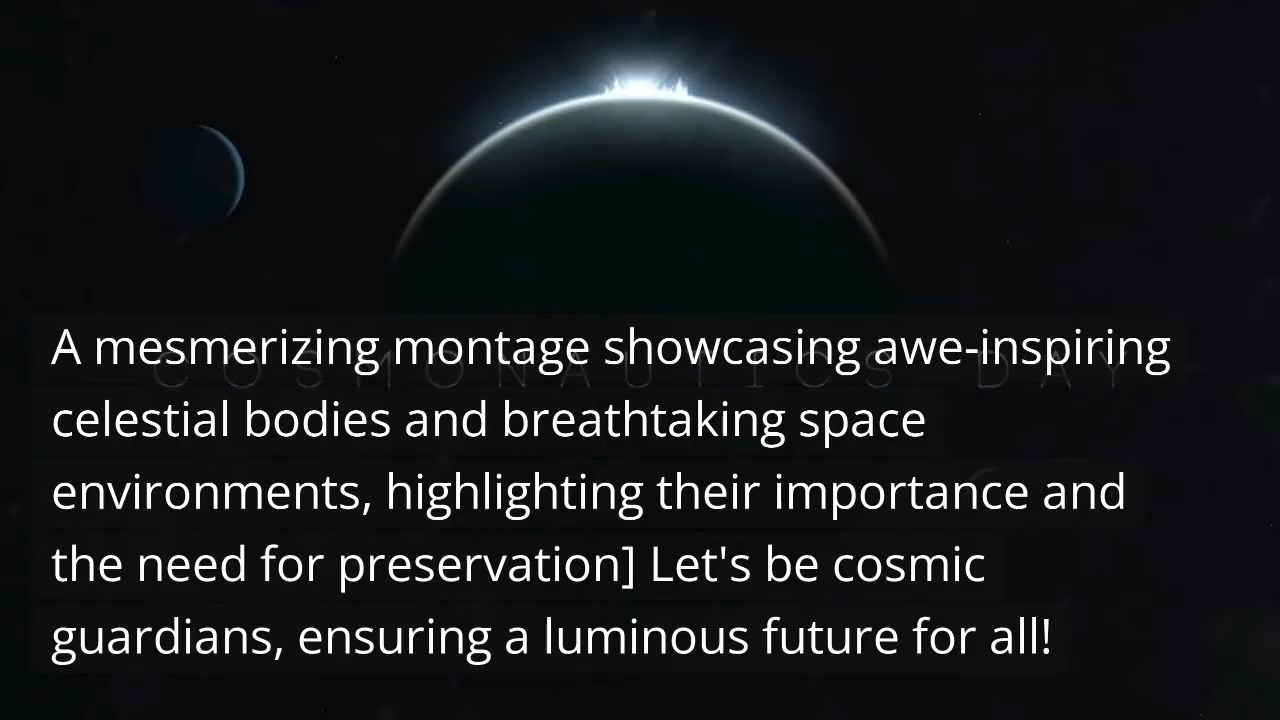 A mesmerizing montage showcasing awe-inspiring
COSMONAUTICS DAY
celestial bodies and breathtaking space
environments, highlighting their importance and
the need for preservation] Let's be cosmic
guardians, ensuring a luminous future for all!